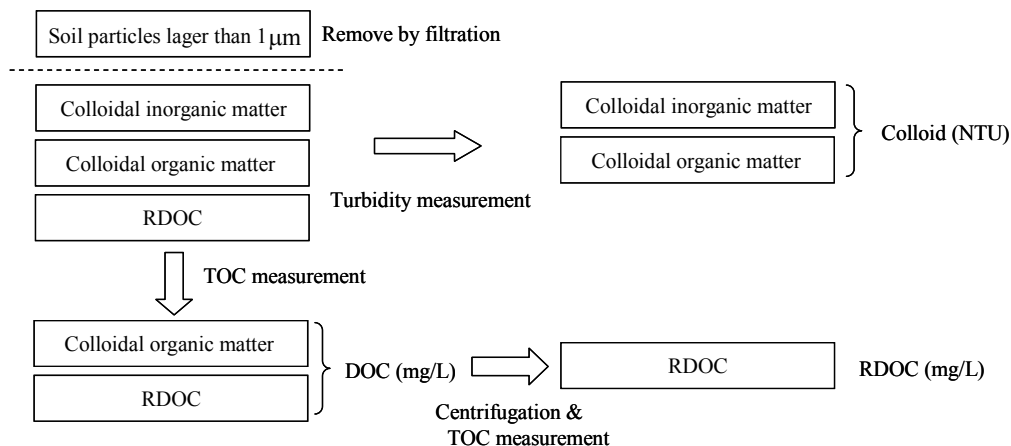 Soil particles lager than 1μm
Remove by filtration
Colloidal inorganic matter
Colloidal organic matter
RDOC
Turbidity measurement
Colloidal inorganic matter
Colloidal organic matter
Colloid (NTU)
TOC measurement
Colloidal organic matter
RDOC
DOC (mg/L)
Centrifugation &
TOC measurement
RDOC
RDOC (mg/L)